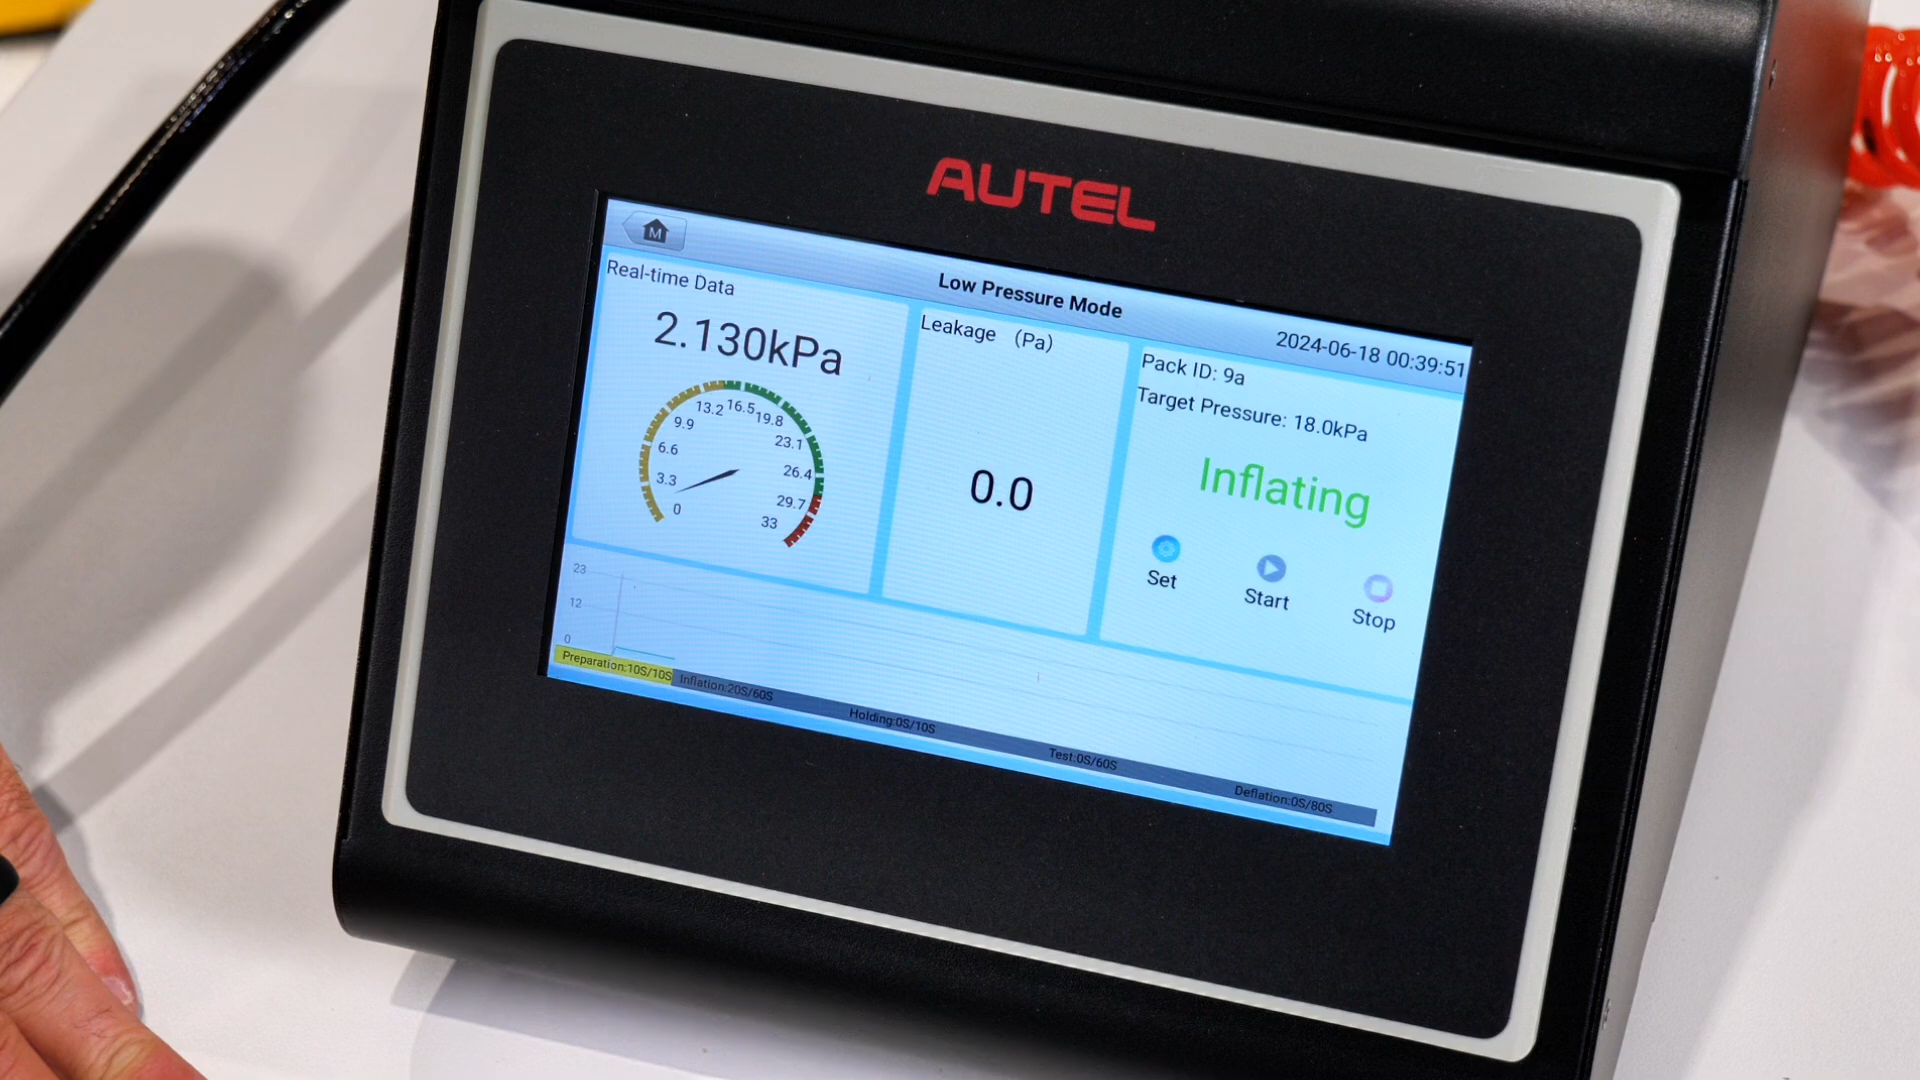 AUTEL
M
Low Pressure Mode
2024-06-18 00:39:51
Real-time Data
2.130kPa
0
3.3
6.6
9.9
13.2
16.5
19.8
23.1
26.4
29.7
33
Leakage (Pa)
0.0
Pack ID: 9a
Target Pressure: 18.0kPa
Inflating
Set
Start
Stop
23
12
0
Preparation:10S/10S
Inflation:20S/60S
Holding:0S/10S
Test:0S/60S
Deflation:0S/80S